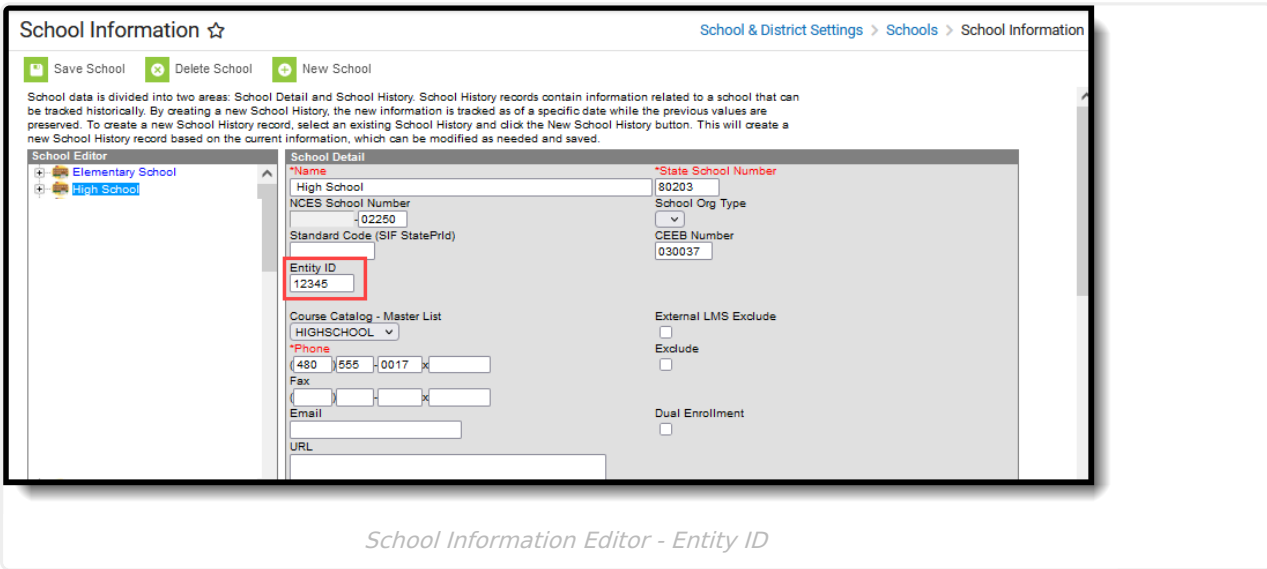 School Information
School & District Settings > Schools > School Information
Save School Delete School New School
School data is divided into two areas: School Detail and School History. School History records contain information related to a school that can
be tracked historically. By creating a new School History, the new information is tracked as of a specific date while the previous values are
preserved. To create a new School History record, select an existing School History and click the New School History button. This will create a
new School History record based on the current information, which can be modified as needed and saved.
School Editor
Elementary School
High School
School Detail
*Name *State School Number
High School 80203
NCES School Number School Org Type
-02250
Standard Code (SIF StatePrId) CEEB Number
030037
Entity ID
12345
Course Catalog - Master List External LMS Exclude
HIGHSCHOOL
*Phone Exclude
(480 )555 -0017 x
Fax
( ) - x
Email Dual Enrollment
URL
School Information Editor - Entity ID